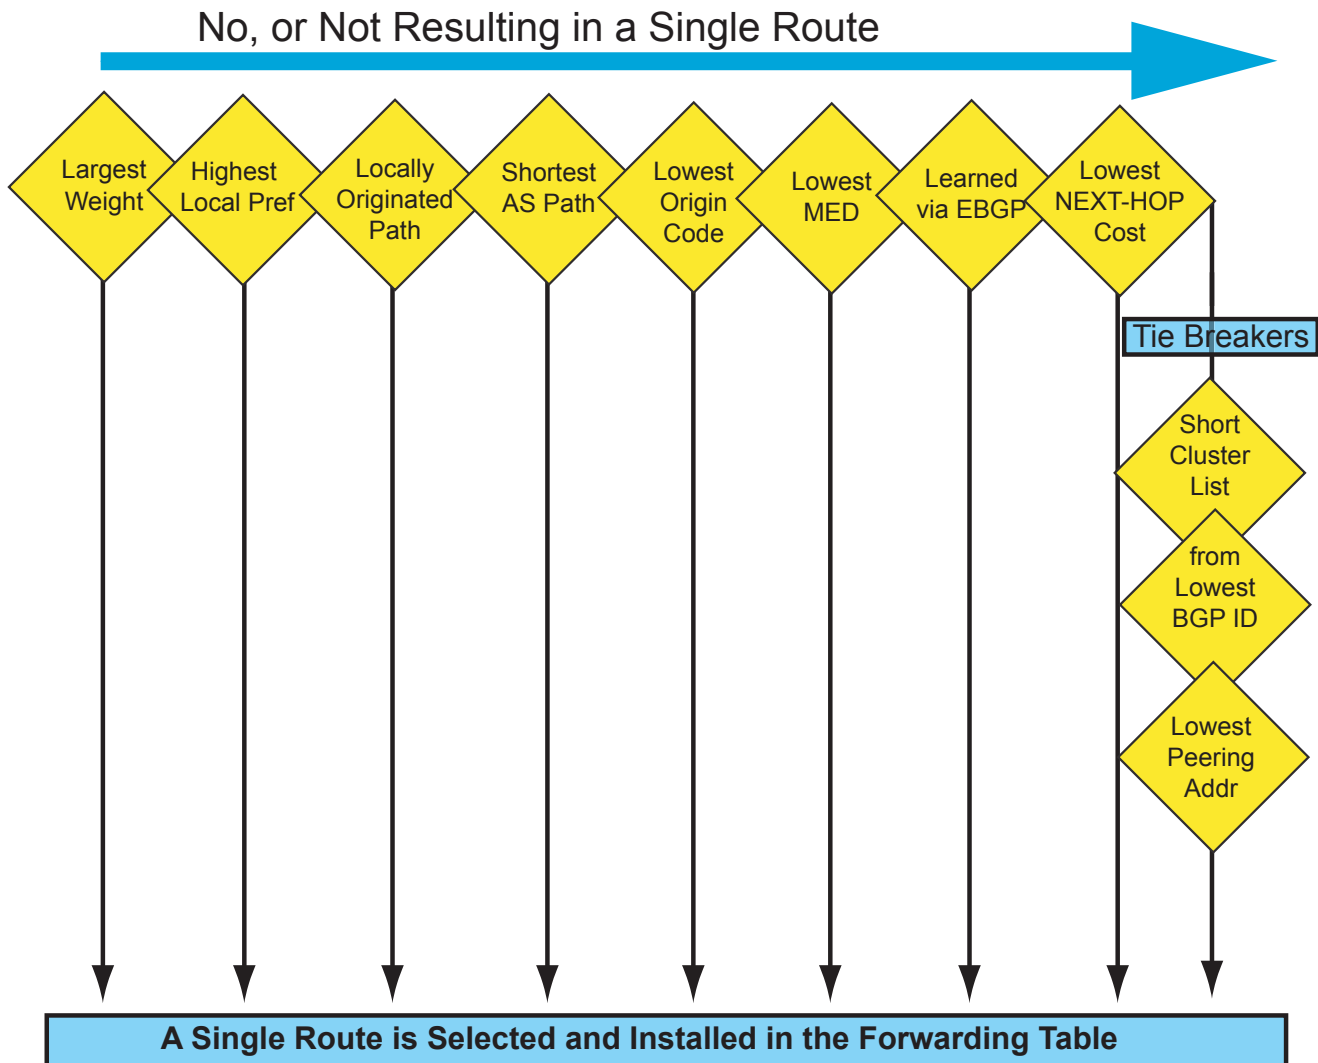 No, or Not Resulting in a Single Route
Largest
Weight
Highest
Local Pref
Locally
Originated
Path
Shortest
AS Path
Lowest
Origin
Code
Lowest
MED
Learned
via EBGP
Lowest
NEXT-HOP
Cost
Tie Breakers
Short
Cluster
List
from
Lowest
BGP ID
Lowest
Peering
Addr
A Single Route is Selected and Installed in the Forwarding Table